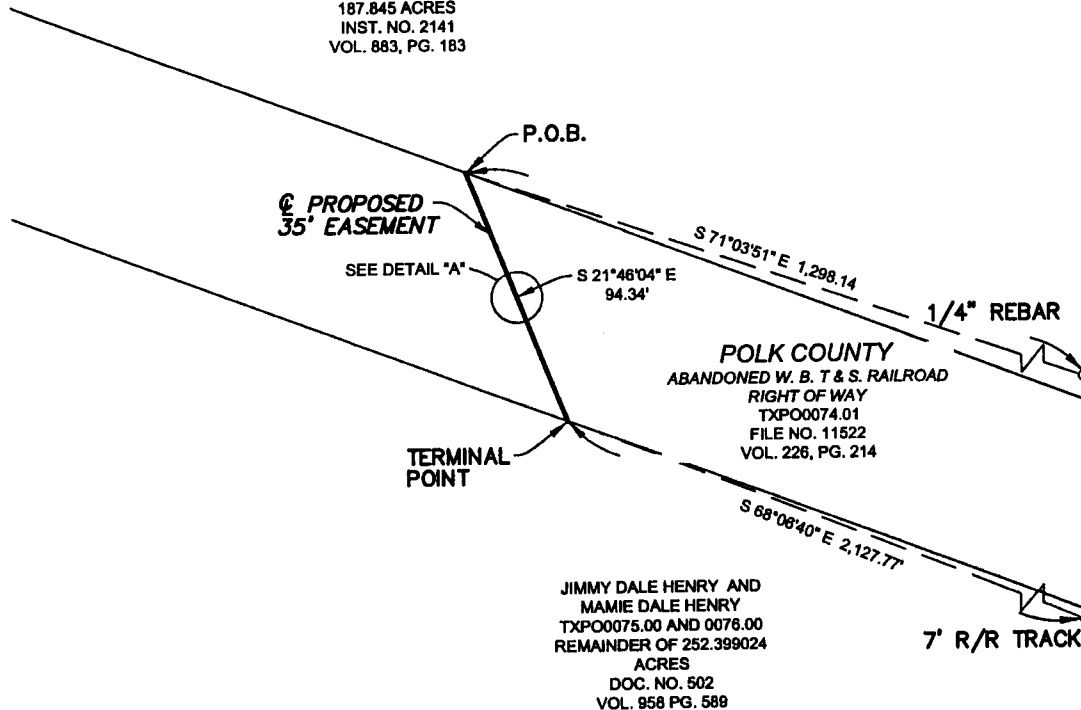 187.845 ACRES
INST. NO. 2141
VOL. 883, PG. 183
P.O.B.
℄ PROPOSED
35' EASEMENT
SEE DETAIL "A"
S 21°46'04" E
94.34'
S 71°03'51" E 1,298.14
1/4" REBAR
POLK COUNTY
ABANDONED W. B. T & S. RAILROAD
RIGHT OF WAY
TXPO0074.01
FILE NO. 11522
VOL. 226, PG. 214
TERMINAL
POINT
S 68°06'40" E 2,127.77'
JIMMY DALE HENRY AND
MAMIE DALE HENRY
TXPO0075.00 AND 0076.00
REMAINDER OF 252.399024
ACRES
DOC. NO. 502
VOL. 958 PG. 589
7' R/R TRACK